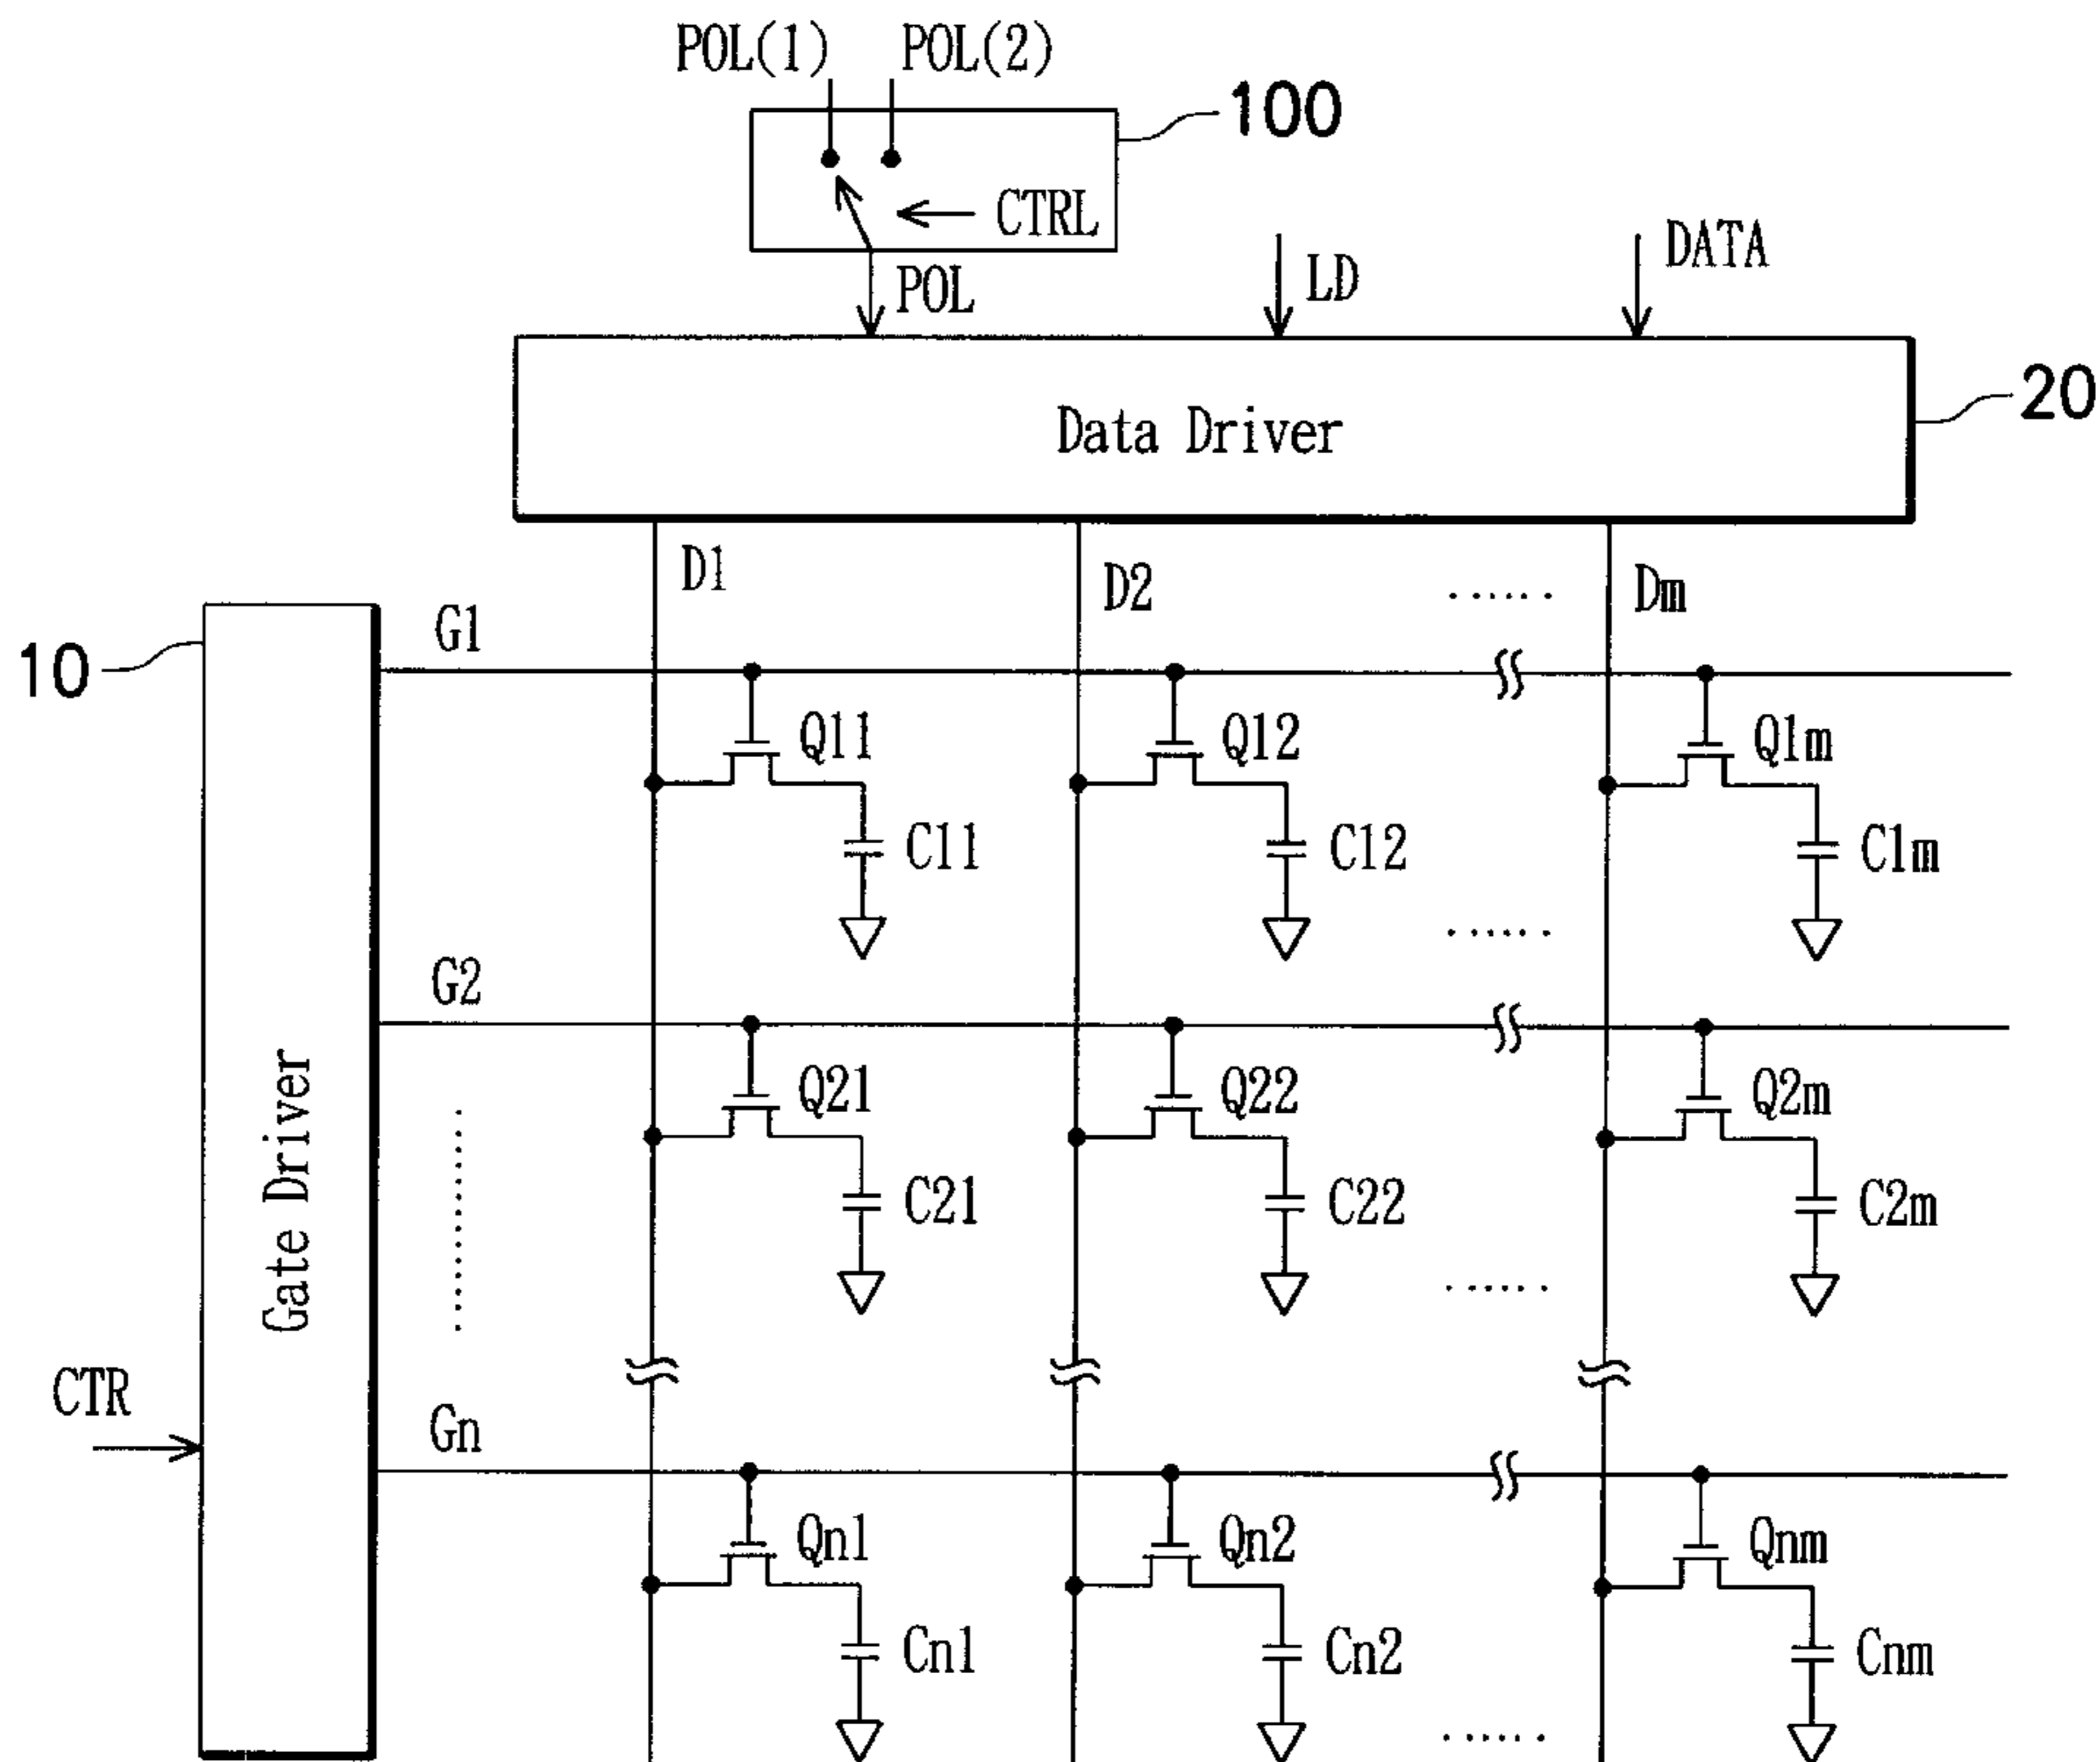 POL(1) POL(2)
100
CTRL
POL
LD
DATA
Data Driver
20
D1
D2
......
Dm
10
G1
Q11
Q12
Q1m
C11
C12
C1m
......
G2
Q21
Q22
Q2m
C21
C22
C2m
......
Gate Driver
CTR
Gn
Qn1
Qn2
Qnm
Cn1
Cn2
Cnm
......